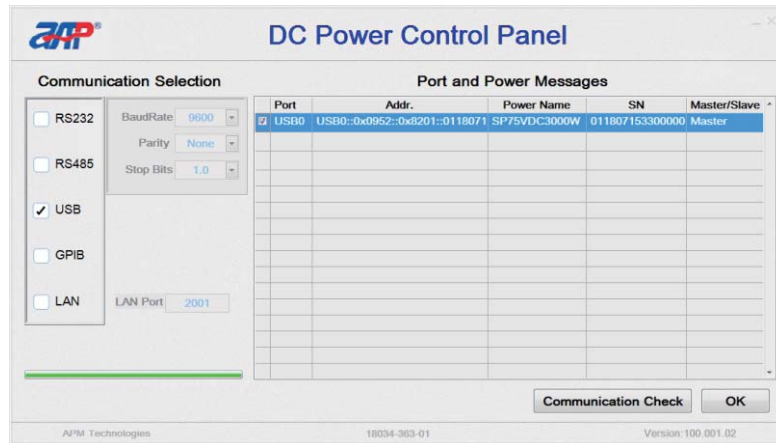 APM®
DC Power Control Panel
Communication Selection
Port and Power Messages
RS232
RS485
USB
GPIB
LAN
BaudRate 9600
Parity None
Stop Bits 1.0
LAN Port 2001
Port Addr. Power Name SN Master/Slave
USB0 USB0::0x0952::0x8201::0118071 SP75VDC3000W 011807153300000 Master
Communication Check OK
APM Technologies 18034-363-01 Version:100.001.02